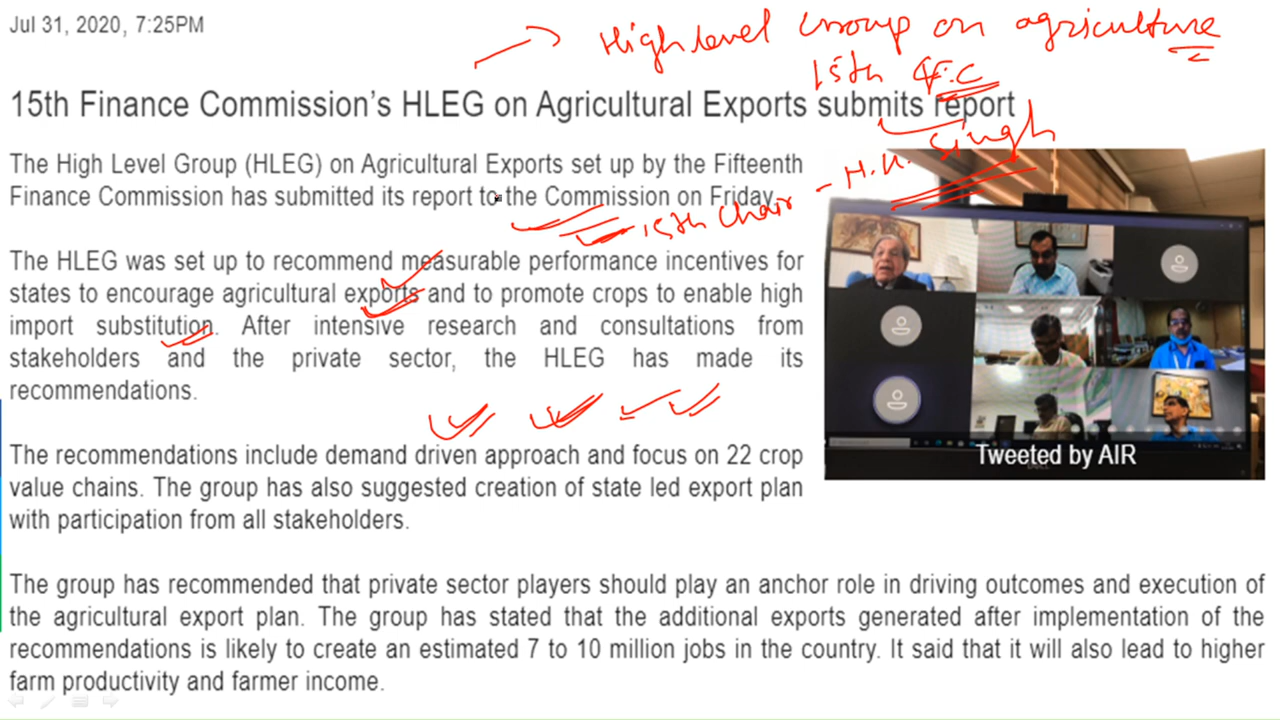 Jul 31, 2020, 7:25PM
High level Group on agriculture
15th F.C
15th Finance Commission's HLEG on Agricultural Exports submits report
- N.K. Singh
The High Level Group (HLEG) on Agricultural Exports set up by the Fifteenth
Finance Commission has submitted its report to the Commission on Friday.
15th Chair
The HLEG was set up to recommend measurable performance incentives for
states to encourage agricultural exports and to promote crops to enable high
import substitution. After intensive research and consultations from
stakeholders and the private sector, the HLEG has made its
recommendations.
Tweeted by AIR
The recommendations include demand driven approach and focus on 22 crop
value chains. The group has also suggested creation of state led export plan
with participation from all stakeholders.
The group has recommended that private sector players should play an anchor role in driving outcomes and execution of
the agricultural export plan. The group has stated that the additional exports generated after implementation of the
recommendations is likely to create an estimated 7 to 10 million jobs in the country. It said that it will also lead to higher
farm productivity and farmer income.